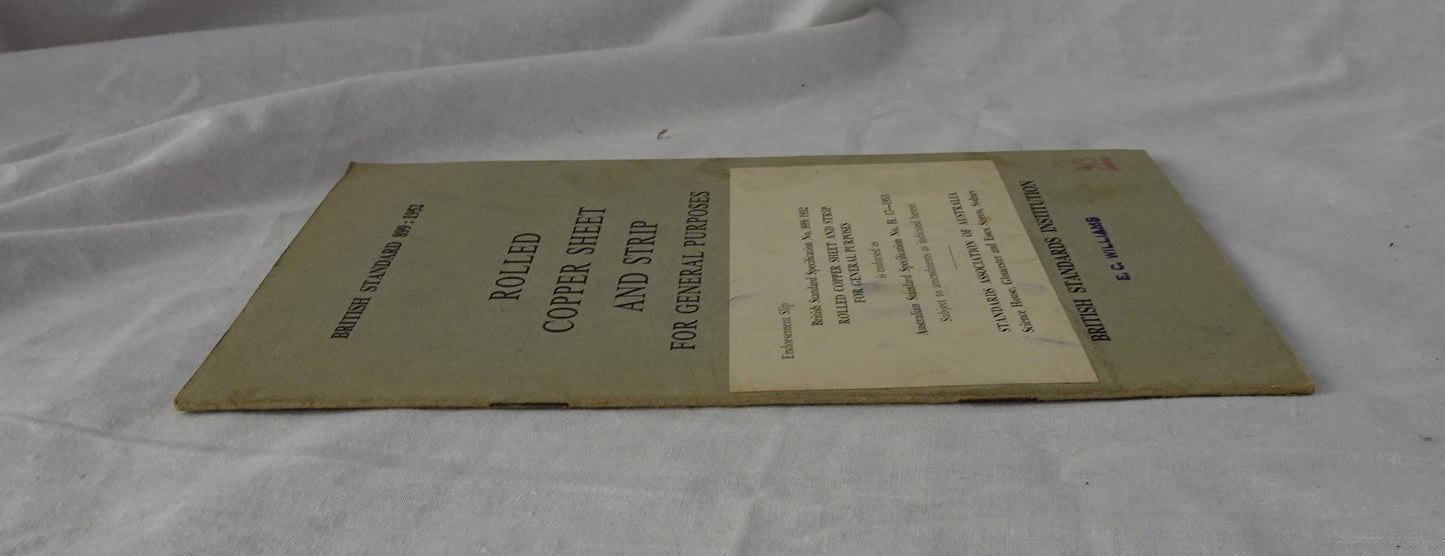 BRITISH STANDARD 899 : 1952
ROLLED
COPPER SHEET
AND STRIP
FOR GENERAL PURPOSES
Endorsement Slip
British Standard Specification No. 899: 1952
ROLLED COPPER SHEET AND STRIP
FOR GENERAL PURPOSES
is endorsed as
Australian Standard Specification No. B. 17—1953
Subject to amendments as indicated herein
STANDARDS ASSOCIATION OF AUSTRALIA
Science House, Gloucester and Essex Streets, Sydney
BRITISH STANDARDS INSTITUTION
E. C. WILLIAMS